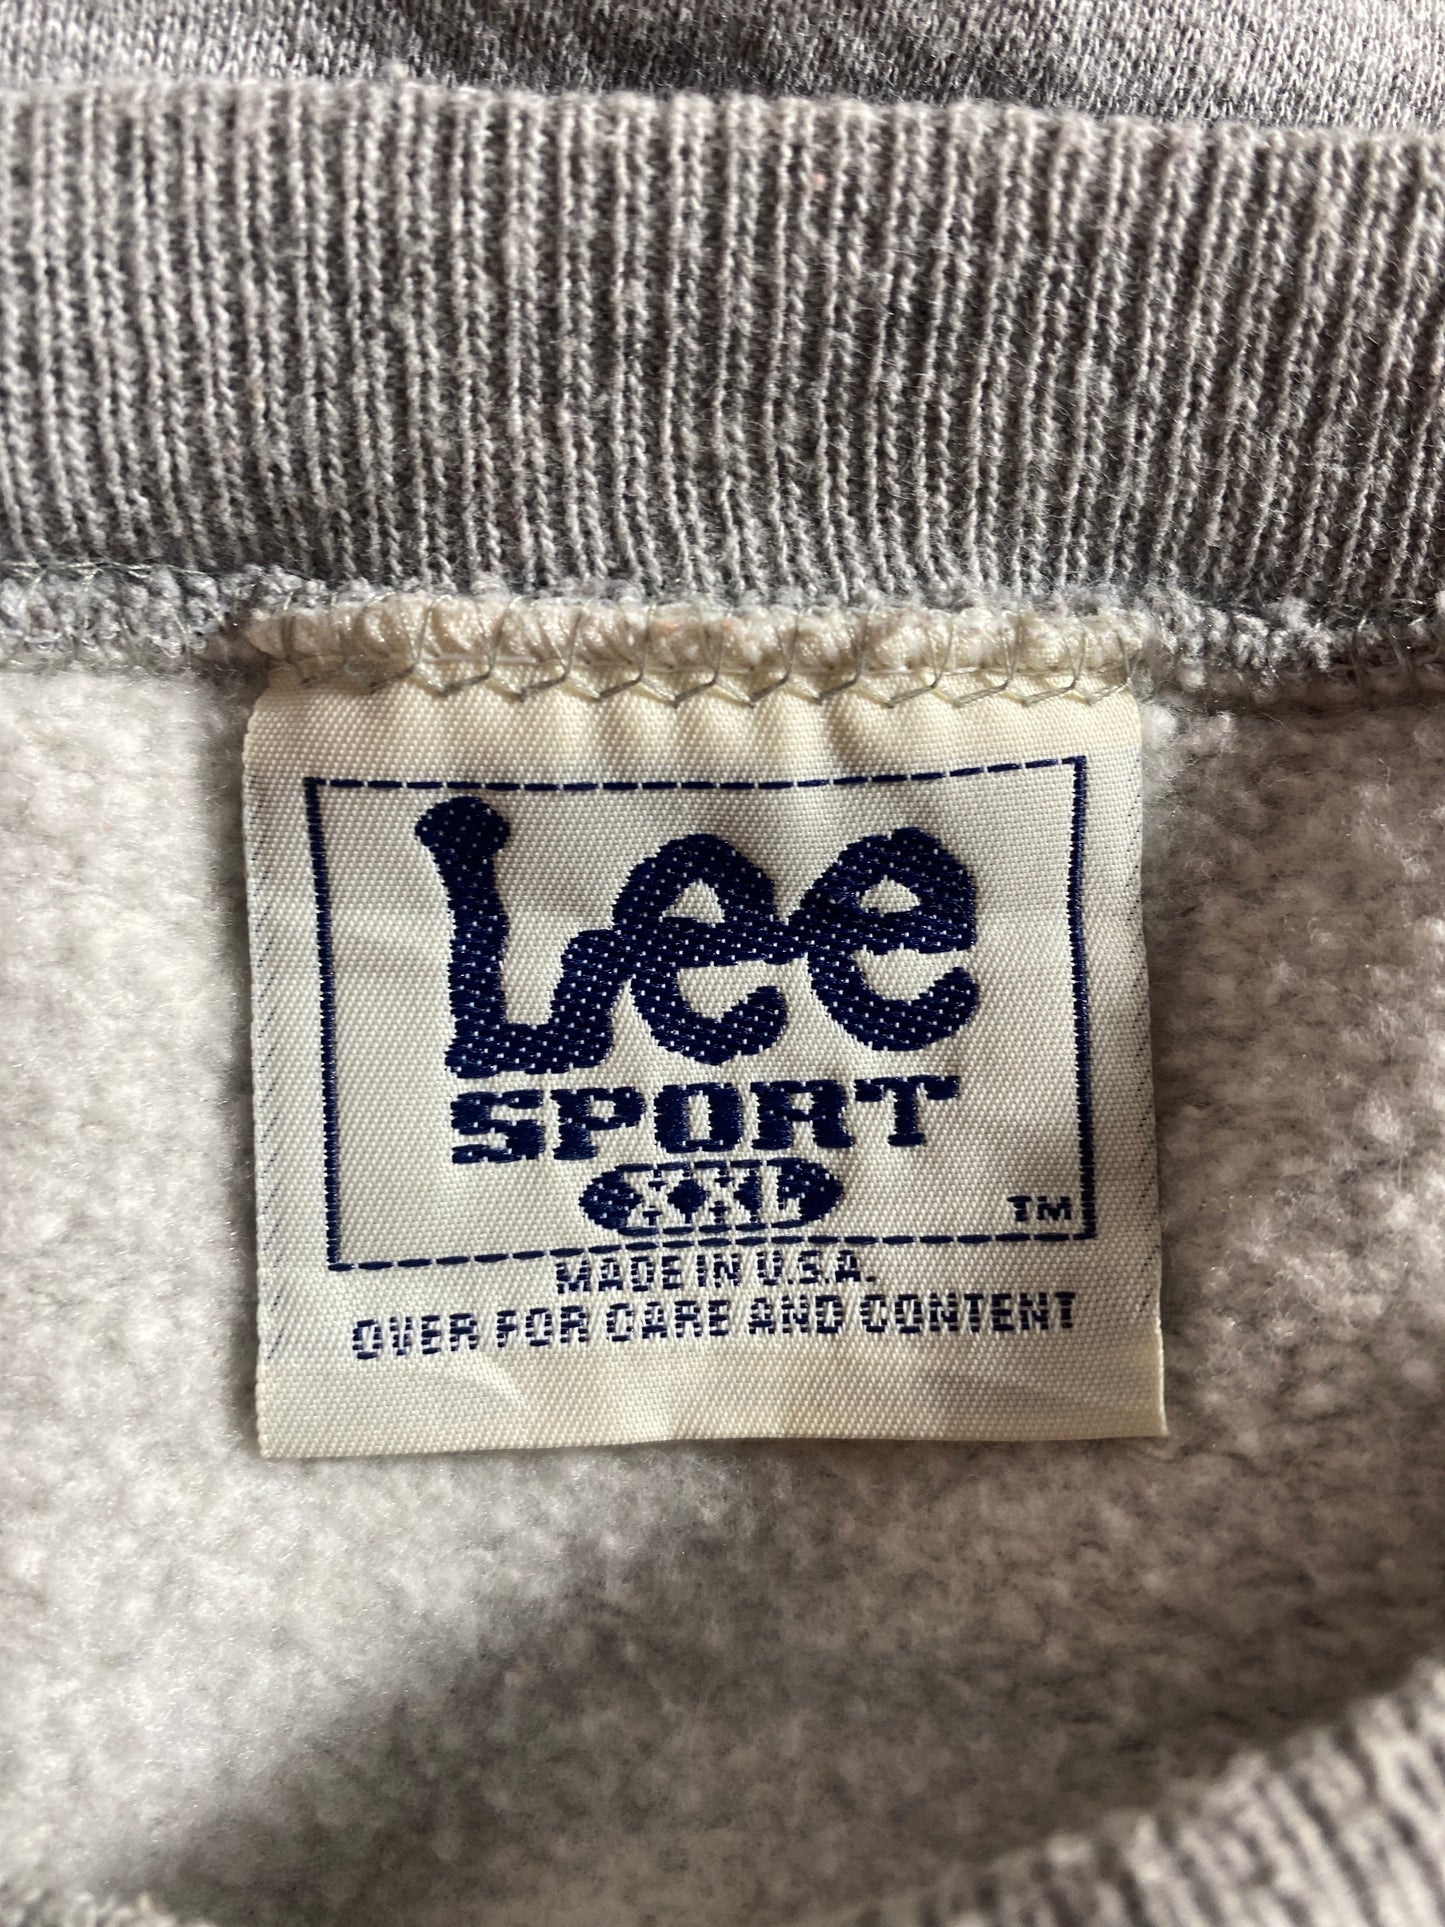 Lee
SPORT
XXL
TM
MADE IN U.S.A.
OVER FOR CARE AND CONTENT